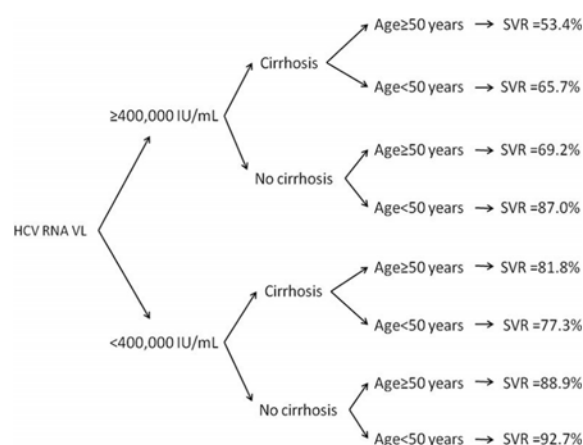 Age≥50 years → SVR =53.4%
Cirrhosis
Age<50 years → SVR =65.7%
≥400,000 IU/mL
Age≥50 years → SVR =69.2%
No cirrhosis
Age<50 years → SVR =87.0%
HCV RNA VL
Age≥50 years → SVR =81.8%
Cirrhosis
Age<50 years → SVR =77.3%
<400,000 IU/mL
Age≥50 years → SVR =88.9%
No cirrhosis
Age<50 years → SVR =92.7%